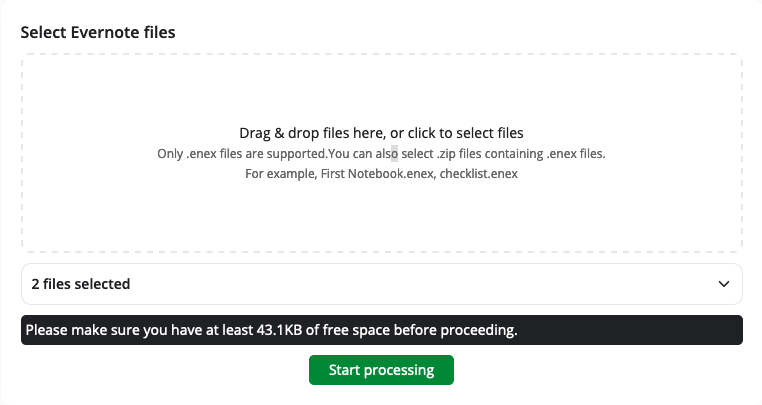 Select Evernote files
Drag & drop files here, or click to select files
Only .enex files are supported.You can also select .zip files containing .enex files.
For example, First Notebook.enex, checklist.enex
2 files selected
Please make sure you have at least 43.1KB of free space before proceeding.
Start processing